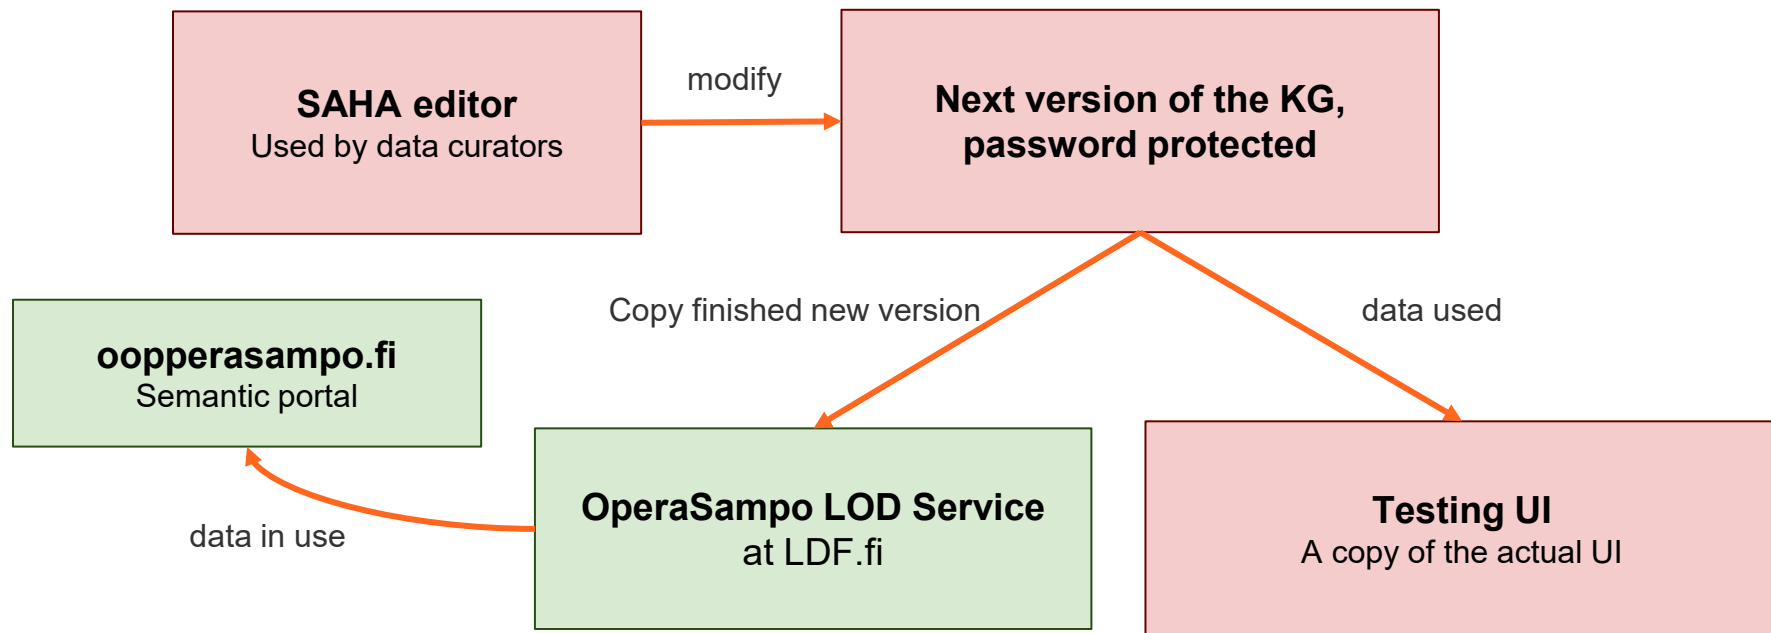 SAHA editor
Used by data curators
modify
Next version of the KG,
password protected
Copy finished new version
data used
oopperasampo.fi
Semantic portal
data in use
OperaSampo LOD Service
at LDF.fi
Testing UI
A copy of the actual UI